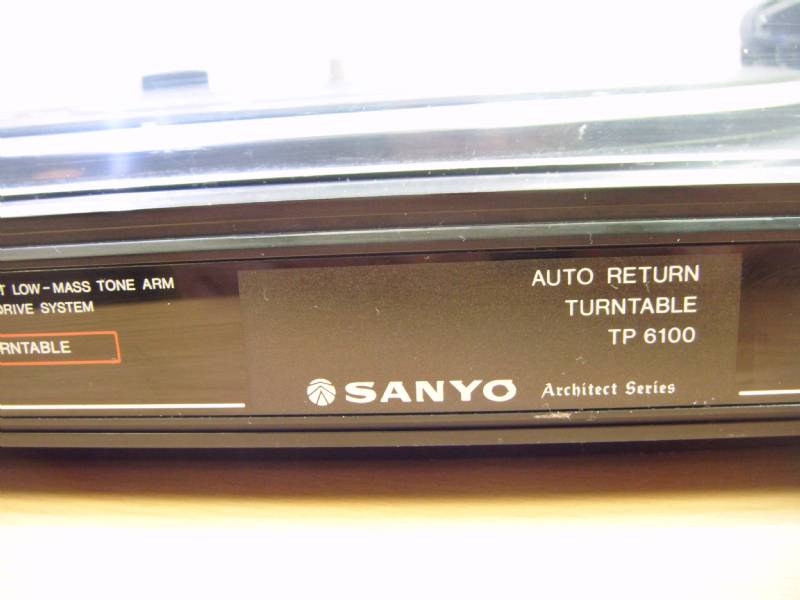 T LOW-MASS TONE ARM
DRIVE SYSTEM
RNTABLE
AUTO RETURN
TURNTABLE
TP 6100
SANYO Architect Series